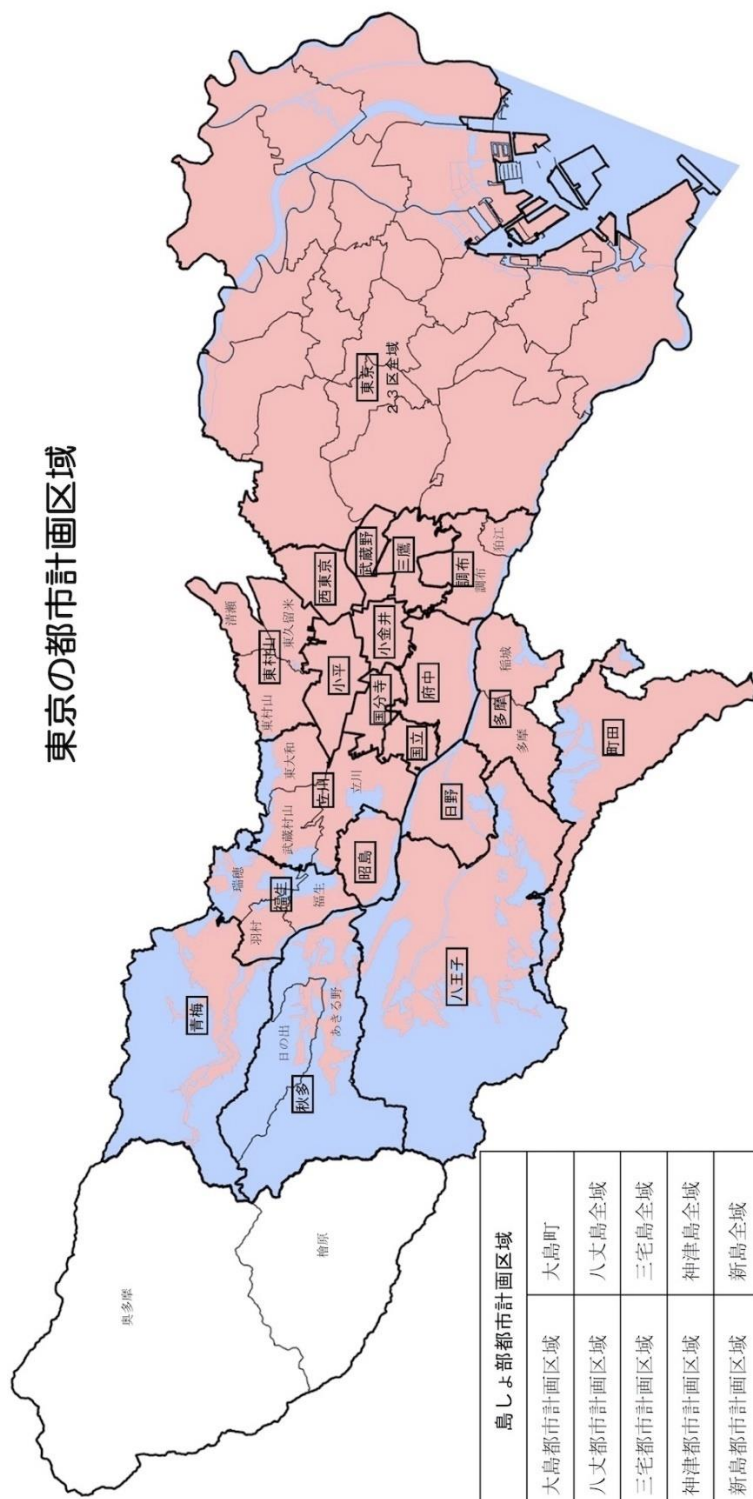 東京の都市計画区域
奥多摩
檜原
青梅
日の出
秋多
あきる野
八王子
瑞穂
羽村
福生
福生
武蔵村山
東大和
立川
立川
昭島
日野
東村山
東村山
清瀬
東久留米
小平
国分寺
国立
府中
小金井
西東京
武蔵野
三鷹
調布
調布
狛江
多摩
多摩
稲城
町田
東京
23区全域
島しょ部都市計画区域
大島都市計画区域 大島町
八丈都市計画区域 八丈島全域
三宅都市計画区域 三宅島全域
神津都市計画区域 神津島全域
新島都市計画区域 新島全域